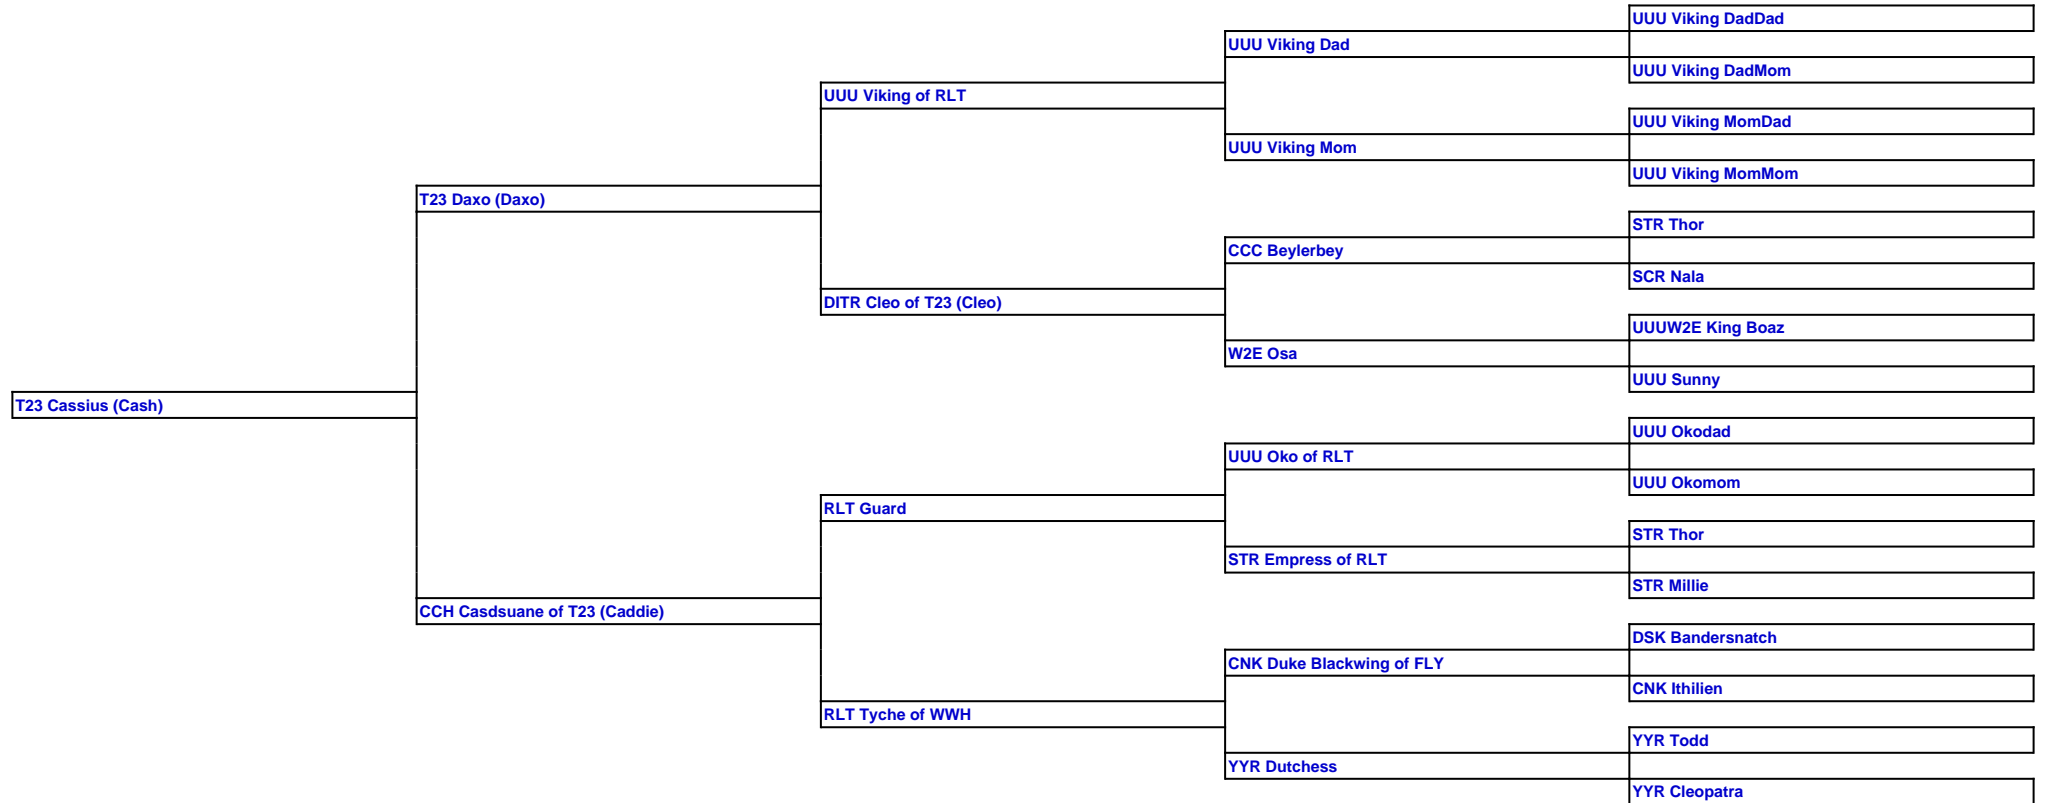 UUU Viking DadDad
UUU Viking Dad
UUU Viking DadMom
UUU Viking of RLT
UUU Viking MomDad
UUU Viking Mom
UUU Viking MomMom
T23 Daxo (Daxo)
STR Thor
CCC Beylerbey
SCR Nala
DITR Cleo of T23 (Cleo)
UUUW2E King Boaz
W2E Osa
UUU Sunny
T23 Cassius (Cash)
UUU Okodad
UUU Oko of RLT
UUU Okomom
RLT Guard
STR Thor
STR Empress of RLT
STR Millie
CCH Casdsuane of T23 (Caddie)
DSK Bandersnatch
CNK Duke Blackwing of FLY
CNK Ithilien
RLT Tyche of WWH
YYR Todd
YYR Dutchess
YYR Cleopatra